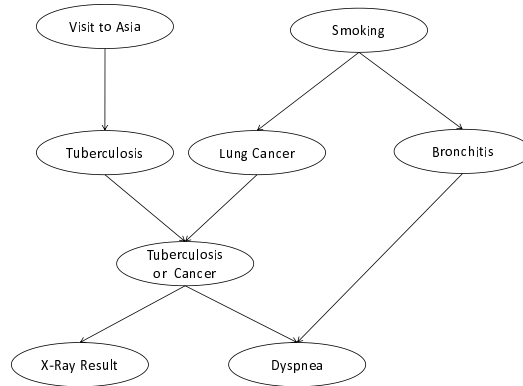 Visit to Asia
Smoking
Tuberculosis
Lung Cancer
Bronchitis
Tuberculosis
or Cancer
X-Ray Result
Dyspnea